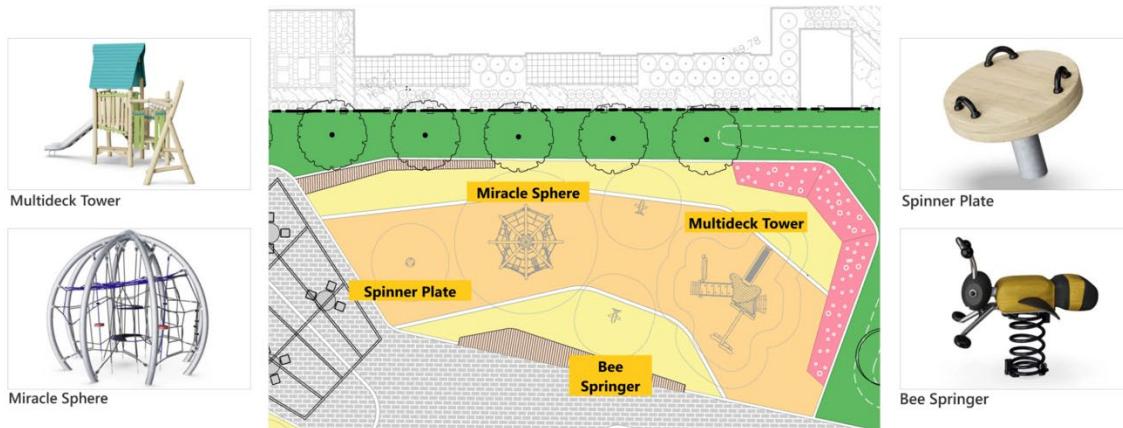 Multideck Tower
Miracle Sphere
Miracle Sphere
Multideck Tower
Spinner Plate
Bee
Springer
Spinner Plate
Bee Springer